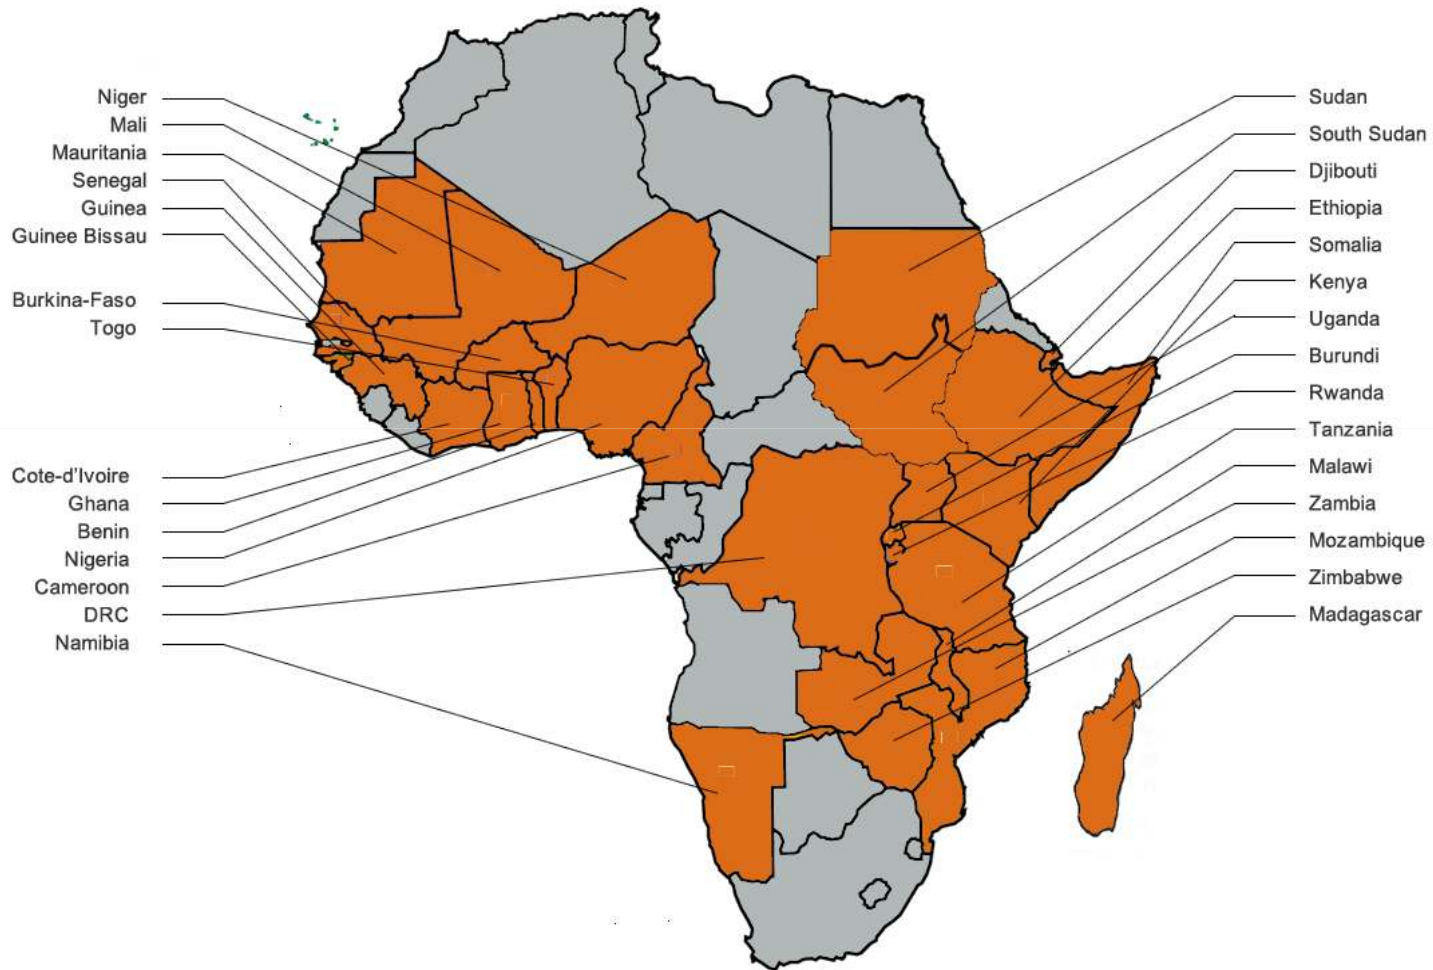 Niger
Mali
Mauritania
Senegal
Guinea
Guinee Bissau
Burkina-Faso
Togo
Cote-d'Ivoire
Ghana
Benin
Nigeria
Cameroon
DRC
Namibia
Sudan
South Sudan
Djibouti
Ethiopia
Somalia
Kenya
Uganda
Burundi
Rwanda
Tanzania
Malawi
Zambia
Mozambique
Zimbabwe
Madagascar